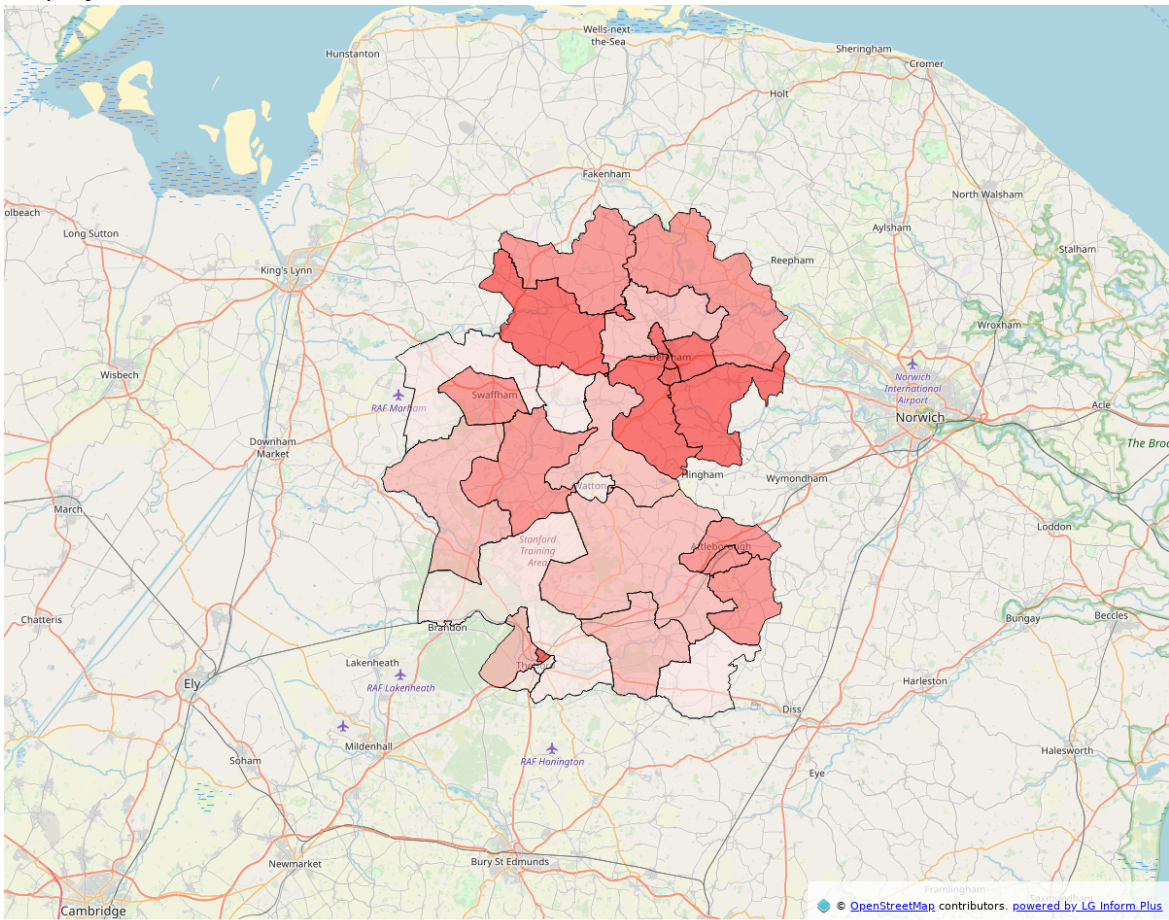 Wells-next-
the-Sea
Hunstanton
Sheringham
Cromer
Holt
Fakenham
North Walsham
olbeach
Long Sutton
Aylsham
Stalham
Reepham
King's Lynn
Wroxham
Wisbech
Dereham
Norwich
International
Airport
Swaffham
RAF Marham
Acle
Norwich
Downham
Market
The Broa
Hingham
Wymondham
Watton
March
Loddon
Stanford
Training
Area
Attleborough
Chatteris
Brandon
Bungay
Beccles
Lakenheath
Thetford
Ely
RAF Lakenheath
Harleston
Diss
Mildenhall
RAF Honington
Halesworth
Soham
Eye
Newmarket
Bury St Edmunds
Framlingham
Cambridge
© OpenStreetMap contributors. powered by LG Inform Plus